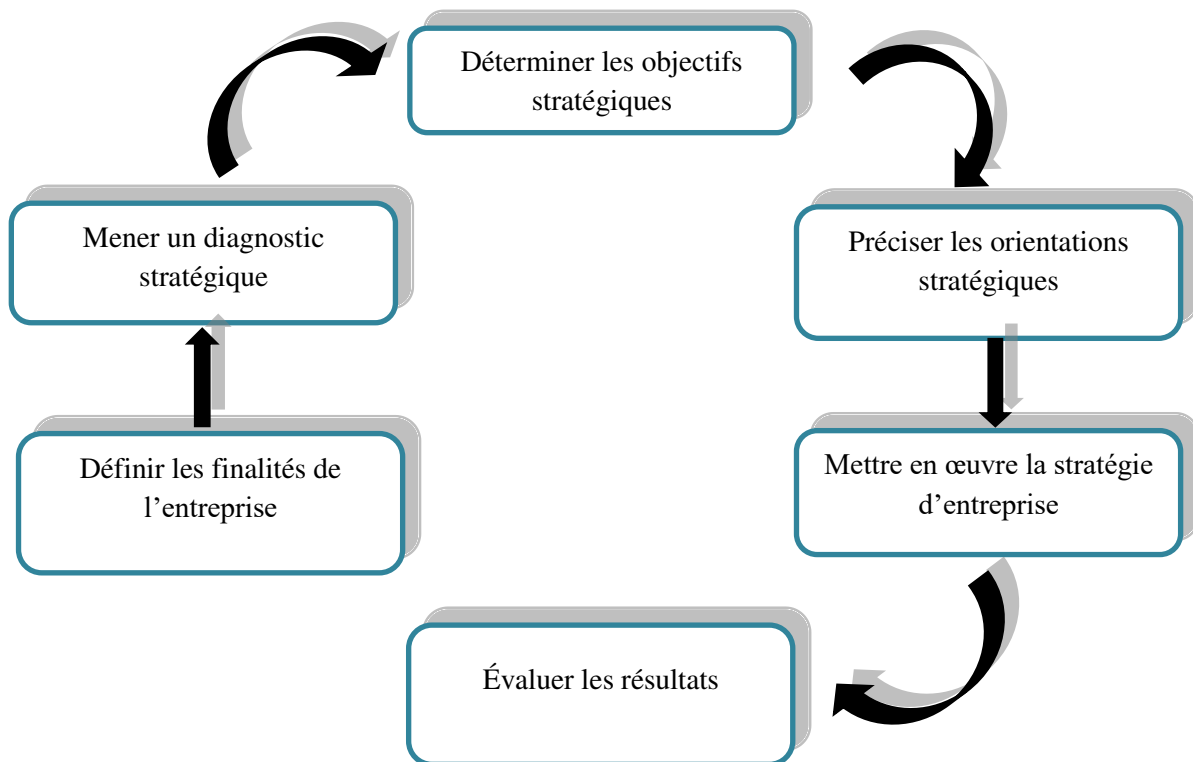 Déterminer les objectifs
stratégiques
Mener un diagnostic
stratégique
Préciser les orientations
stratégiques
Définir les finalités de
l’entreprise
Mettre en œuvre la stratégie
d’entreprise
Évaluer les résultats